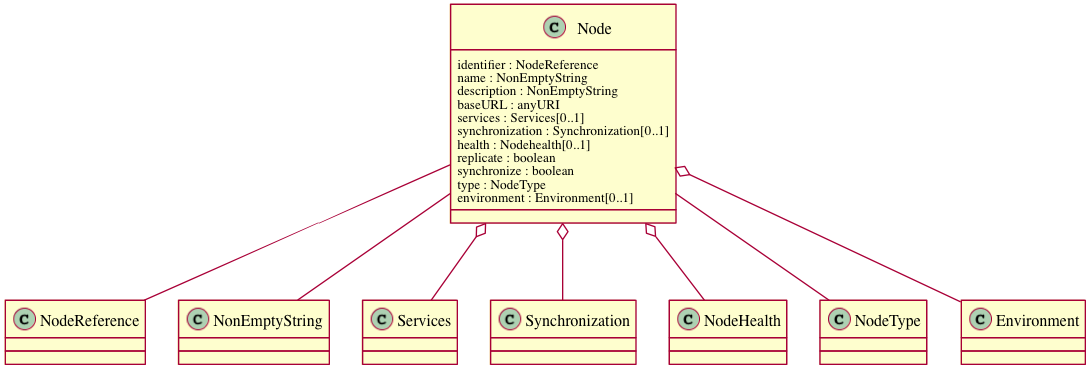 C Node
identifier : NodeReference
name : NonEmptyString
description : NonEmptyString
baseURL : anyURI
services : Services[0..1]
synchronization : Synchronization[0..1]
health : Nodehealth[0..1]
replicate : boolean
synchronize : boolean
type : NodeType
environment : Environment[0..1]
C NodeReference
C NonEmptyString
C Services
C Synchronization
C NodeHealth
C NodeType
C Environment